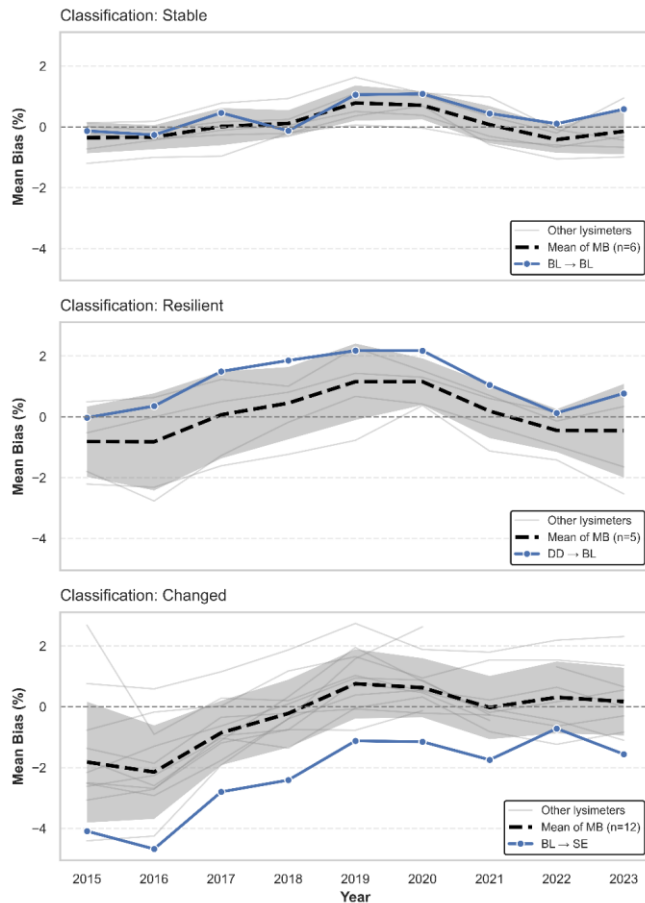 Classification: Stable
Mean Bias (%)
2
0
−2
−4
Other lysimeters
Mean of MB (n=6)
BL → BL
Classification: Resilient
Mean Bias (%)
2
0
−2
−4
Other lysimeters
Mean of MB (n=5)
DD → BL
Classification: Changed
Mean Bias (%)
2
0
−2
−4
Other lysimeters
Mean of MB (n=12)
BL → SE
2015 2016 2017 2018 2019 2020 2021 2022 2023
Year